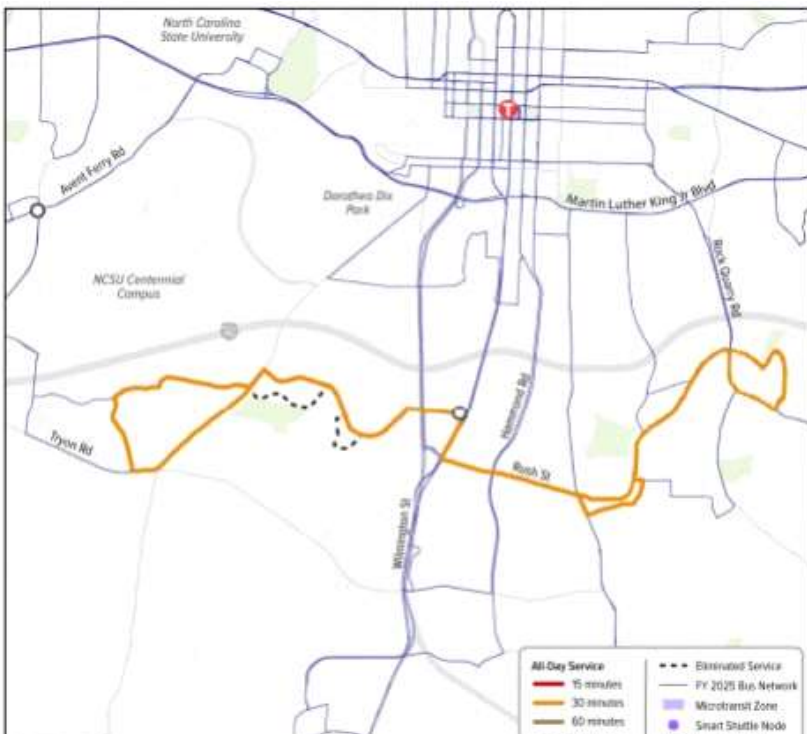 North Carolina
State University
T
Avent Ferry Rd
Dorothea Dix
Park
Martin Luther King Jr Blvd
Rock Quarry Rd
NCSU Centennial
Campus
Hammond Rd
Tryon Rd
Rush St
Wilmington St
All-Day Service
15 minutes
30 minutes
60 minutes
Eliminated Service
FY 2025 Bus Network
Microtransit Zone
Smart Shuttle Node